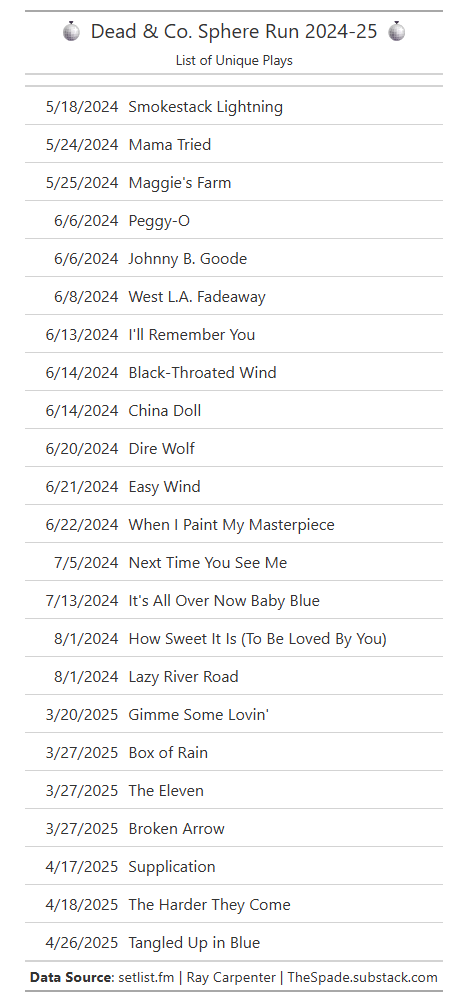 Dead & Co. Sphere Run 2024-25
List of Unique Plays
5/18/2024 Smokestack Lightning
5/24/2024 Mama Tried
5/25/2024 Maggie's Farm
6/6/2024 Peggy-O
6/6/2024 Johnny B. Goode
6/8/2024 West L.A. Fadeaway
6/13/2024 I'll Remember You
6/14/2024 Black-Throated Wind
6/14/2024 China Doll
6/20/2024 Dire Wolf
6/21/2024 Easy Wind
6/22/2024 When I Paint My Masterpiece
7/5/2024 Next Time You See Me
7/13/2024 It's All Over Now Baby Blue
8/1/2024 How Sweet It Is (To Be Loved By You)
8/1/2024 Lazy River Road
3/20/2025 Gimme Some Lovin'
3/27/2025 Box of Rain
3/27/2025 The Eleven
3/27/2025 Broken Arrow
4/17/2025 Supplication
4/18/2025 The Harder They Come
4/26/2025 Tangled Up in Blue
Data Source: setlist.fm | Ray Carpenter | TheSpade.substack.com